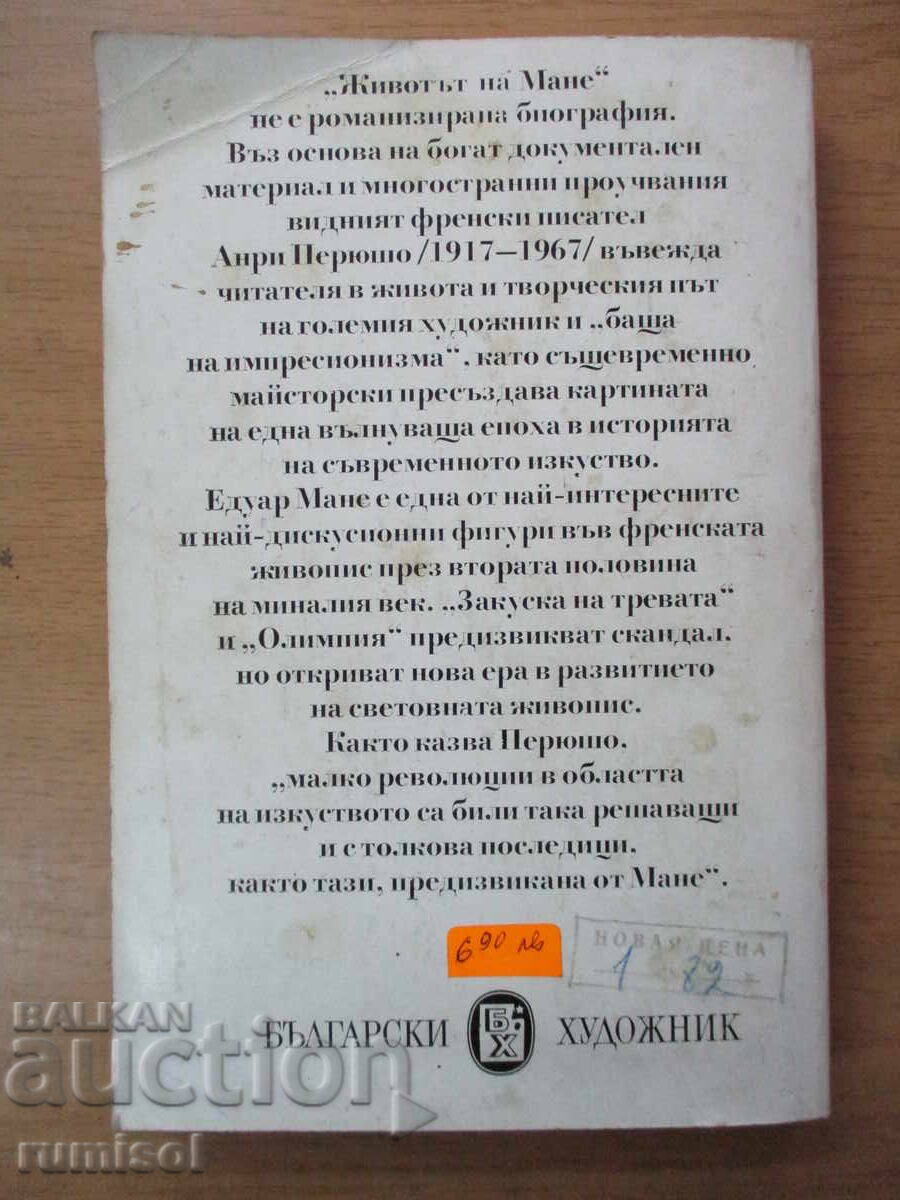 „Животът на Мане“
не е романизирана биография.
Въз основа на богат документален
материал и многостранни проучвания
видният френски писател
Анри Перюшо /1917—1967/ въвежда
читателя в живота и творческия път
на големия художник и „баща
на импресионизма“, като същевременно
майсторски пресъздава картината
на една вълнуваща епоха в историята
на съвременното изкуство.
Едуар Мане е една от най-интересните
и най-дискусионни фигури във френската
живопис през втората половина
на миналия век. „Закуска на тревата“
и „Олимпия“ предизвикват скандал,
но откриват нова ера в развитието
на световната живопис.
Както казва Перюшо,
„малко революции в областта
на изкуството са били така решаващи
и с толкова последици,
както тази, предизвикана от Мане“.
6 90 лв
НОВАЯ ЦЕНА
1 82
БЪЛГАРСКИ Б.Х ХУДОЖНИК
BALKAN
auction
rumisol